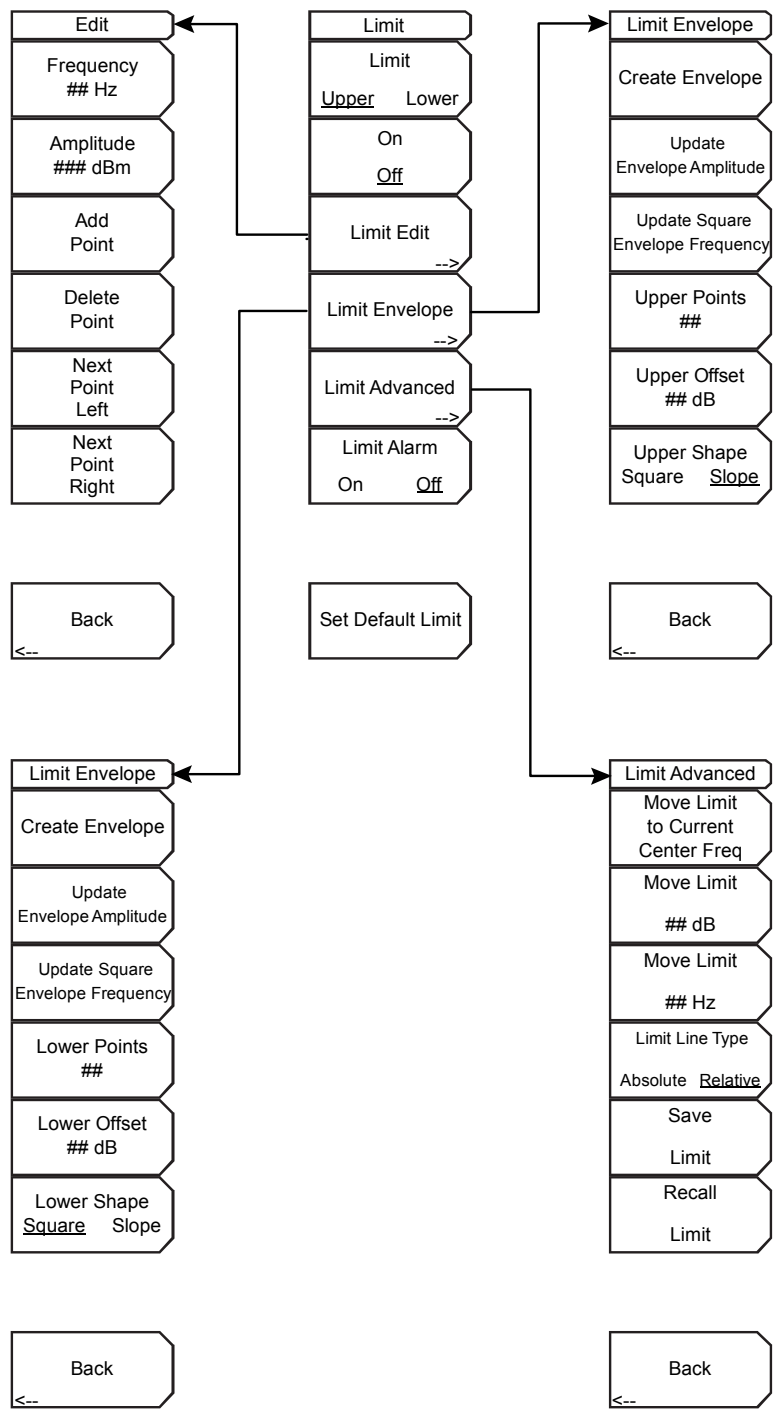 Edit
Frequency
## Hz
Amplitude
### dBm
Add
Point
Delete
Point
Next
Point
Left
Next
Point
Right
Back
<--
Limit
Limit
Upper Lower
On
Off
Limit Edit
-->
Limit Envelope
-->
Limit Advanced
-->
Limit Alarm
On Off
Set Default Limit
Limit Envelope
Create Envelope
Update
Envelope Amplitude
Update Square
Envelope Frequency
Upper Points
##
Upper Offset
## dB
Upper Shape
Square Slope
Back
<--
Limit Envelope
Create Envelope
Update
Envelope Amplitude
Update Square
Envelope Frequency
Lower Points
##
Lower Offset
## dB
Lower Shape
Square Slope
Back
<--
Limit Advanced
Move Limit
to Current
Center Freq
Move Limit
## dB
Move Limit
## Hz
Limit Line Type
Absolute Relative
Save
Limit
Recall
Limit
Back
<--